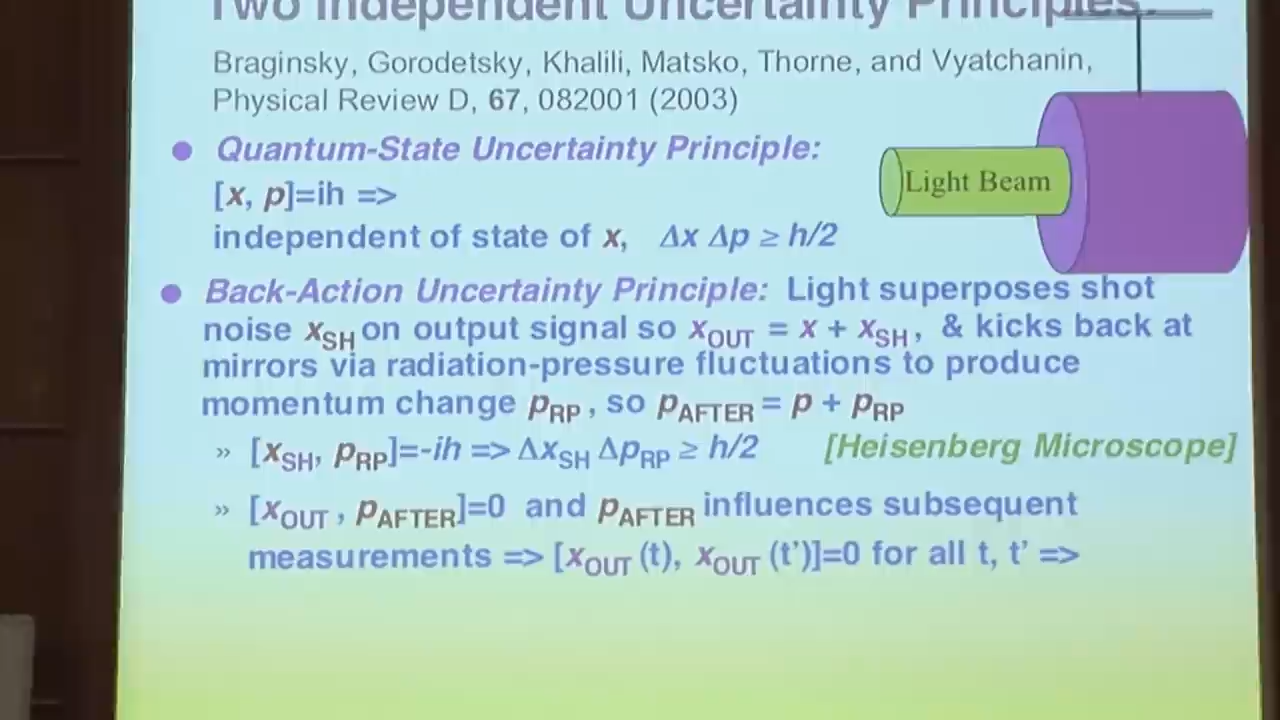 Two Independent Uncertainty Principles.
Braginsky, Gorodetsky, Khalili, Matsko, Thorne, and Vyatchanin,
Physical Review D, 67, 082001 (2003)
● Quantum-State Uncertainty Principle:
[x, p]=ih =>
independent of state of x, Δx Δp ≥ h/2
Light Beam
● Back-Action Uncertainty Principle: Light superposes shot
noise xSH on output signal so xOUT = x + xSH, & kicks back at
mirrors via radiation-pressure fluctuations to produce
momentum change pRP, so pAFTER = p + pRP
» [xSH, pRP]=-ih => ΔxSH ΔpRP ≥ h/2 [Heisenberg Microscope]
» [xOUT, pAFTER]=0 and pAFTER influences subsequent
measurements => [xOUT (t), xOUT (t')]=0 for all t, t' =>